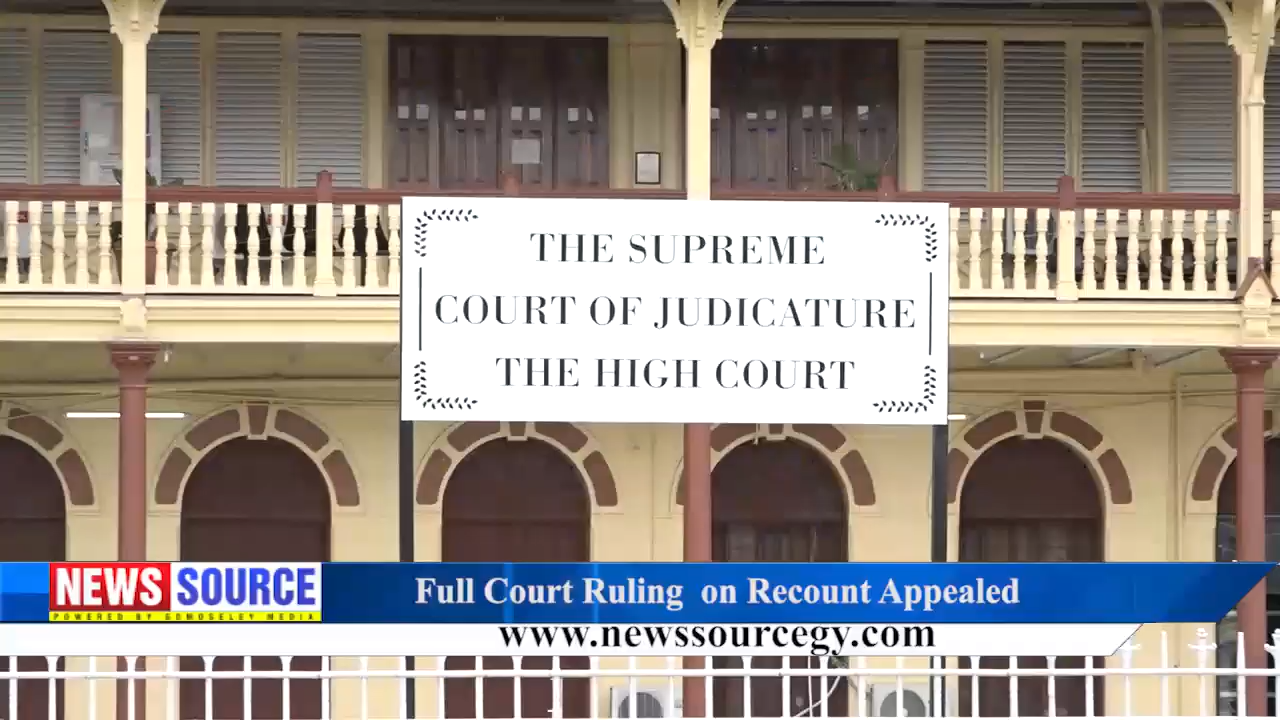 THE SUPREME
COURT OF JUDICATURE
THE HIGH COURT
NEWS SOURCE
POWERED BY GDMOSELEY MEDIA
Full Court Ruling on Recount Appealed
www.newssourcegy.com